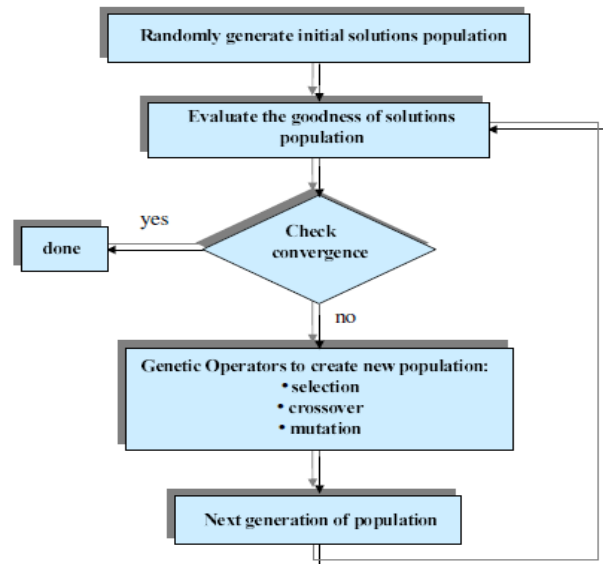 Randomly generate initial solutions population
Evaluate the goodness of solutions
population
yes
Check
convergence
done
no
Genetic Operators to create new population:
• selection
• crossover
• mutation
Next generation of population